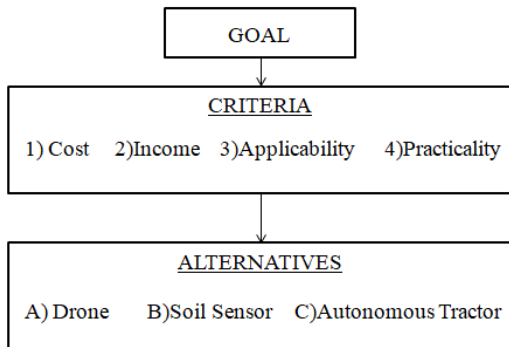 GOAL
CRITERIA
1) Cost 2)Income 3)Applicability 4)Practicality
ALTERNATIVES
A) Drone B)Soil Sensor C)Autonomous Tractor